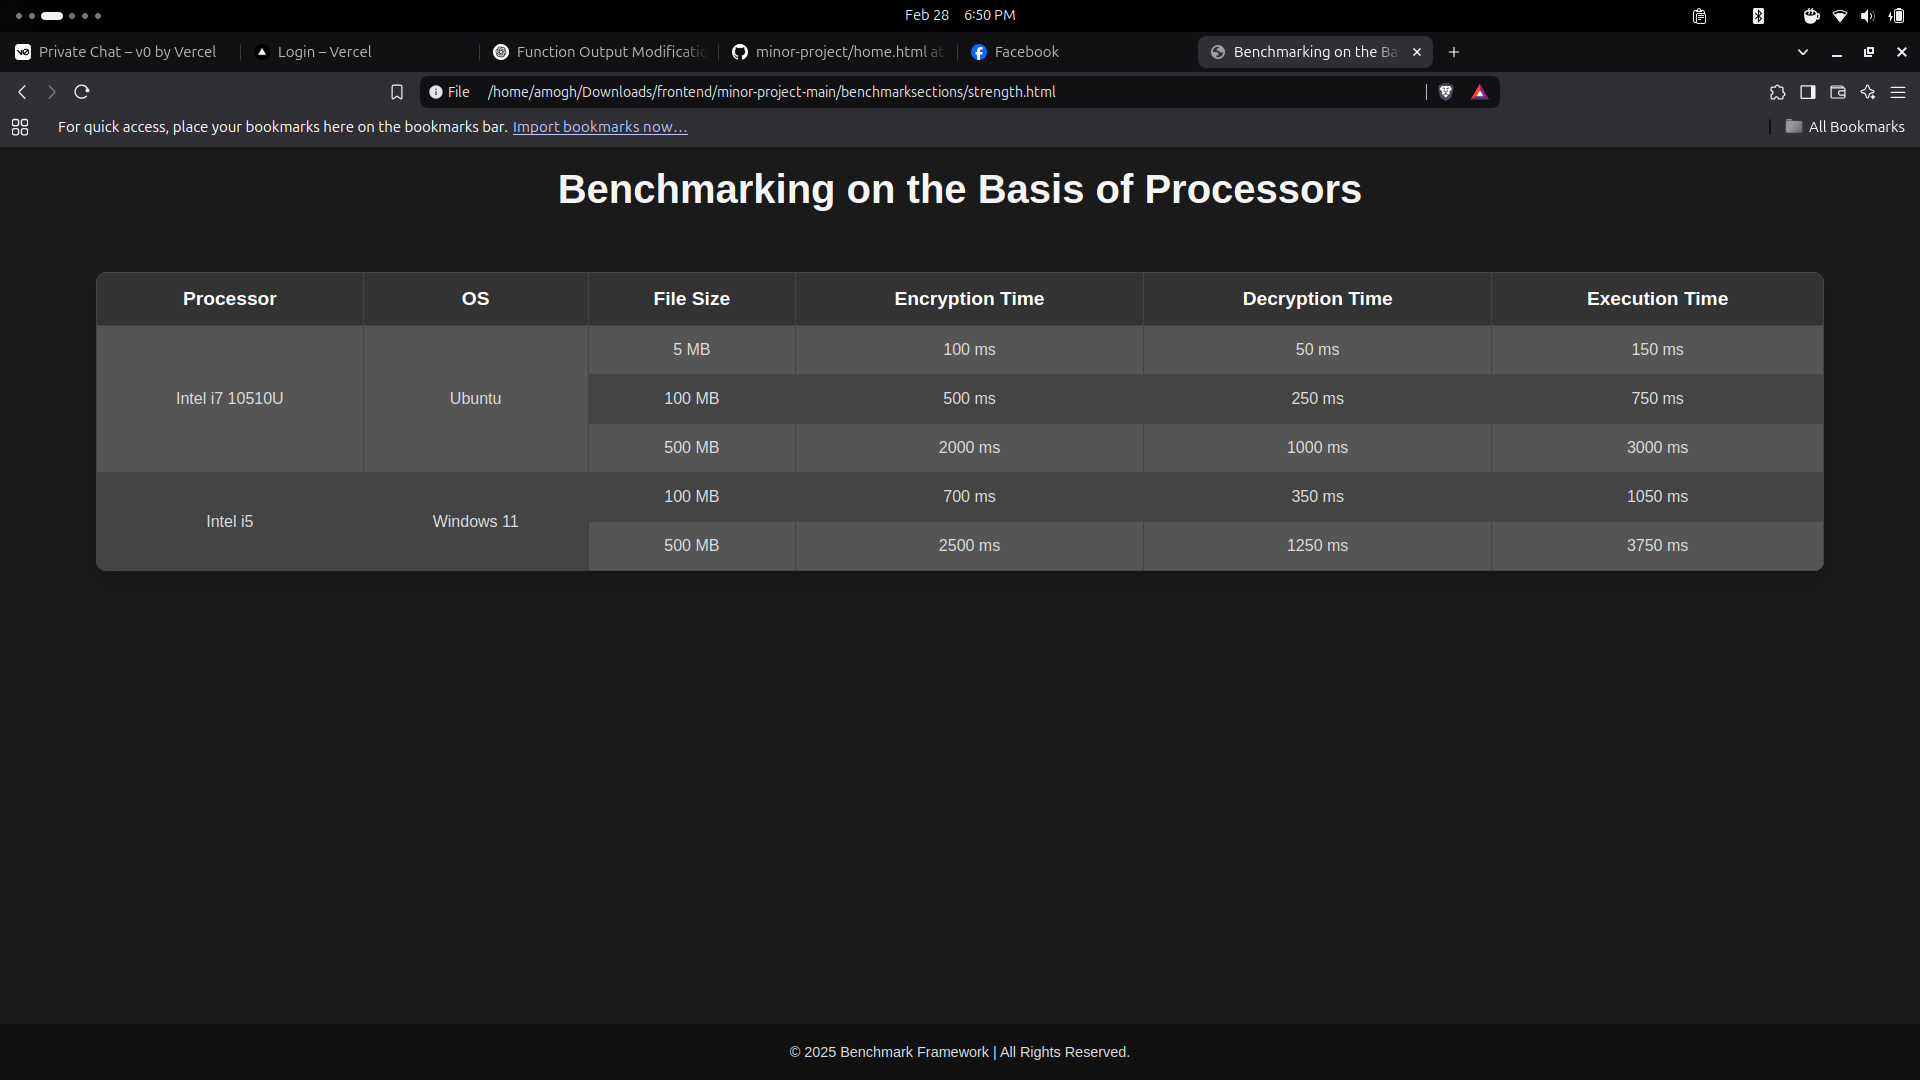 Feb 28 6:50 PM
Private Chat – v0 by Vercel
Login – Vercel
Function Output Modificatio
minor-project/home.html at
Facebook
Benchmarking on the Ba
File /home/amogh/Downloads/frontend/minor-project-main/benchmarksections/strength.html
For quick access, place your bookmarks here on the bookmarks bar. Import bookmarks now...
All Bookmarks
Benchmarking on the Basis of Processors
Processor OS File Size Encryption Time Decryption Time Execution Time
5 MB 100 ms 50 ms 150 ms
Intel i7 10510U Ubuntu 100 MB 500 ms 250 ms 750 ms
500 MB 2000 ms 1000 ms 3000 ms
100 MB 700 ms 350 ms 1050 ms
Intel i5 Windows 11
500 MB 2500 ms 1250 ms 3750 ms
© 2025 Benchmark Framework | All Rights Reserved.